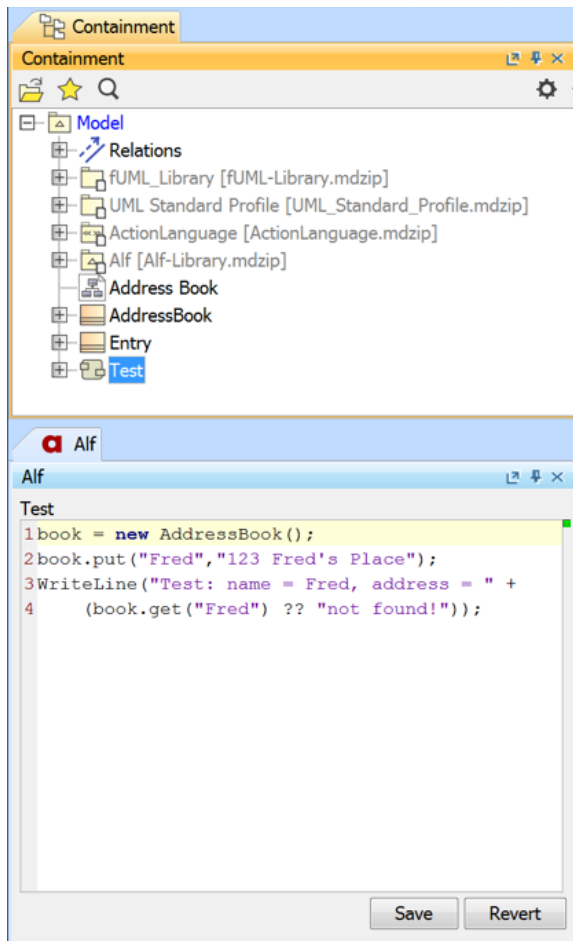 Containment
Containment
Model
Relations
fUML_Library [fUML-Library.mdzip]
UML Standard Profile [UML_Standard_Profile.mdzip]
ActionLanguage [ActionLanguage.mdzip]
Alf [Alf-Library.mdzip]
Address Book
AddressBook
Entry
Test
a Alf
Alf
Test
1 book = new AddressBook();
2 book.put("Fred","123 Fred's Place");
3 WriteLine("Test: name = Fred, address = " +
4     (book.get("Fred") ?? "not found!"));
Save Revert